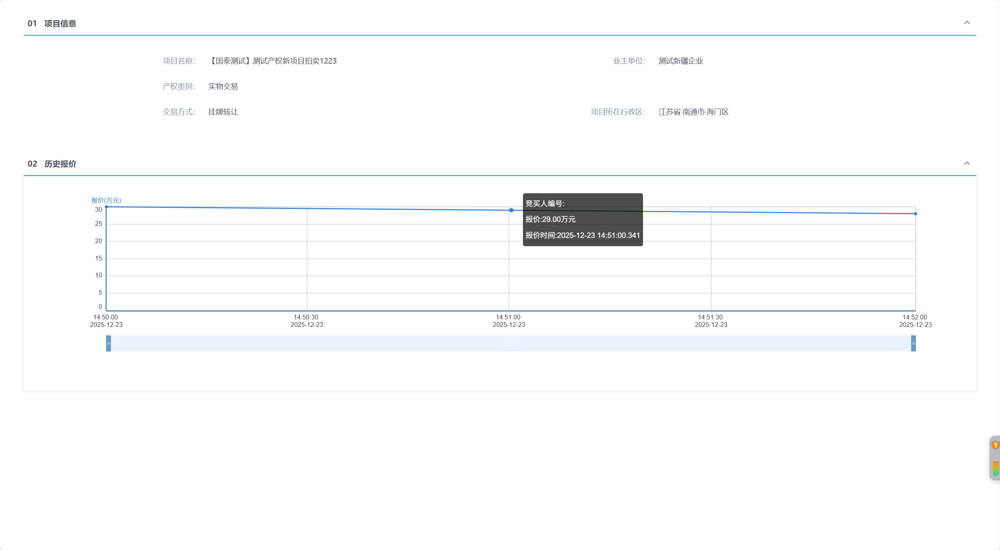 01 项目信息
项目名称： 【国泰测试】测试产权新项目拍卖1223 业主单位： 测试新疆企业
产权类别： 实物交易
交易方式： 挂牌转让 项目所在行政区： 江苏省·南通市·海门区
02 历史报价
报价(万元)
30
25
20
15
10
5
0
竞买人编号:
报价:29.00万元
报价时间:2025-12-23 14:51:00.341
14:50:00 14:50:30 14:51:00 14:51:30 14:52:00
2025-12-23 2025-12-23 2025-12-23 2025-12-23 2025-12-23
1